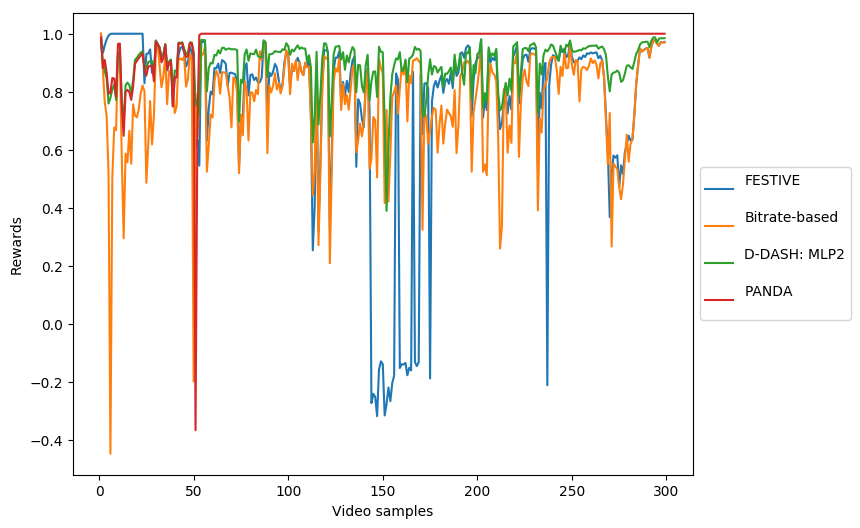 1.0
0.8
0.6
0.4
0.2
0.0
−0.2
−0.4
Rewards
0
50
100
150
200
250
300
Video samples
FESTIVE
Bitrate-based
D-DASH: MLP2
PANDA